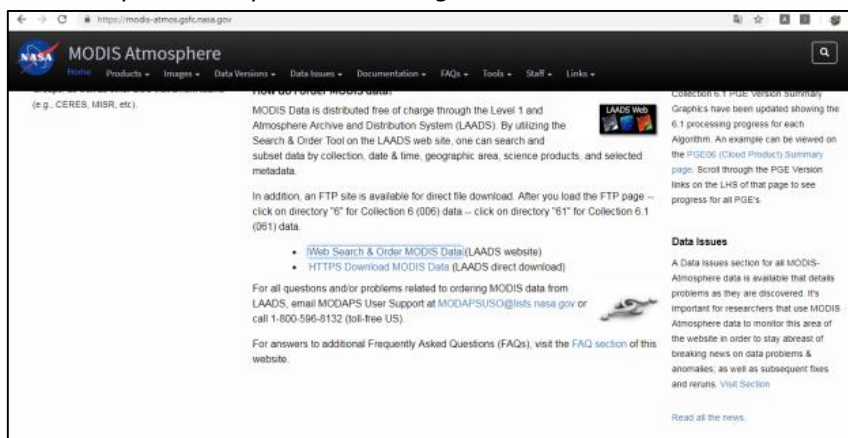 https://modis-atmos.gsfc.nasa.gov
NASA
MODIS Atmosphere
Home Products Images Data Versions Data Issues Documentation FAQs Tools Staff Links
(e.g., CERES, MISR, etc).
How do I order MODIS data?
MODIS Data is distributed free of charge through the Level 1 and
Atmosphere Archive and Distribution System (LAADS). By utilizing the
Search & Order Tool on the LAADS web site, one can search and
subset data by collection, date & time, geographic area, science products, and selected
metadata.
LAADS Web
In addition, an FTP site is available for direct file download. After you load the FTP page --
click on directory "6" for Collection 6 (006) data -- click on directory "61" for Collection 6.1
(061) data.
• Web Search & Order MODIS Data (LAADS website)
• HTTPS Download MODIS Data (LAADS direct download)
For all questions and/or problems related to ordering MODIS data from
LAADS, email MODAPS User Support at MODAPSUSO@lists.nasa.gov or
call 1-800-596-8132 (toll-free US).
For answers to additional Frequently Asked Questions (FAQs), visit the FAQ section of this
website.
Collection 6.1 PGE Version Summary
Graphics have been updated showing the
6.1 processing progress for each
Algorithm. An example can be viewed on
the PGE06 (Cloud Product) Summary
page. Scroll through the PGE Version
links on the LHS of that page to see
progress for all PGE's.
Data Issues
A Data Issues section for all MODIS-
Atmosphere data is available that details
problems as they are discovered. It's
important for researchers that use MODIS
Atmosphere data to monitor this area of
the website in order to stay abreast of
breaking news on data problems &
anomalies; as well as subsequent fixes
and reruns. Visit Section
Read all the news.